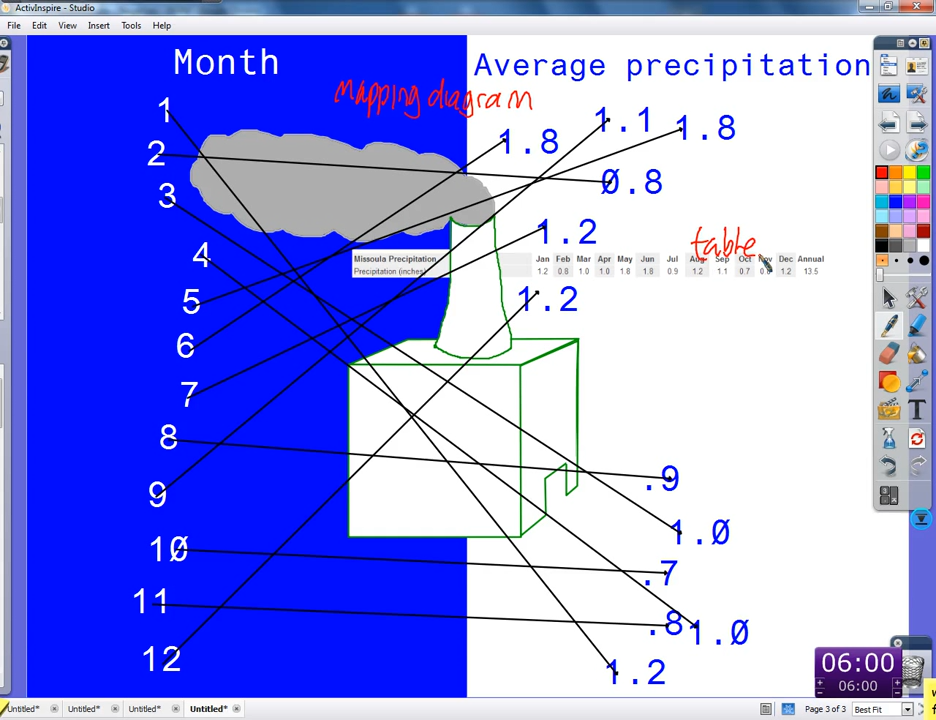 ActivInspire - Studio
File Edit View Insert Tools Help
Month
Average precipitation
Mapping diagram
1
2
3
4
5
6
7
8
9
10
11
12
1.1
1.8
1.8
0.8
1.2
table
Missoula Precipitation Jan Feb Mar Apr May Jun Jul Aug Sep Oct Nov Dec Annual
Precipitation (inches) 1.2 0.8 1.0 1.0 1.8 1.8 0.9 1.2 1.1 0.7 0.8 1.2 13.5
1.2
.9
1.0
.7
.8
1.0
1.2
06:00
06:00
Untitled* Untitled* Untitled* Untitled* Page 3 of 3 Best Fit